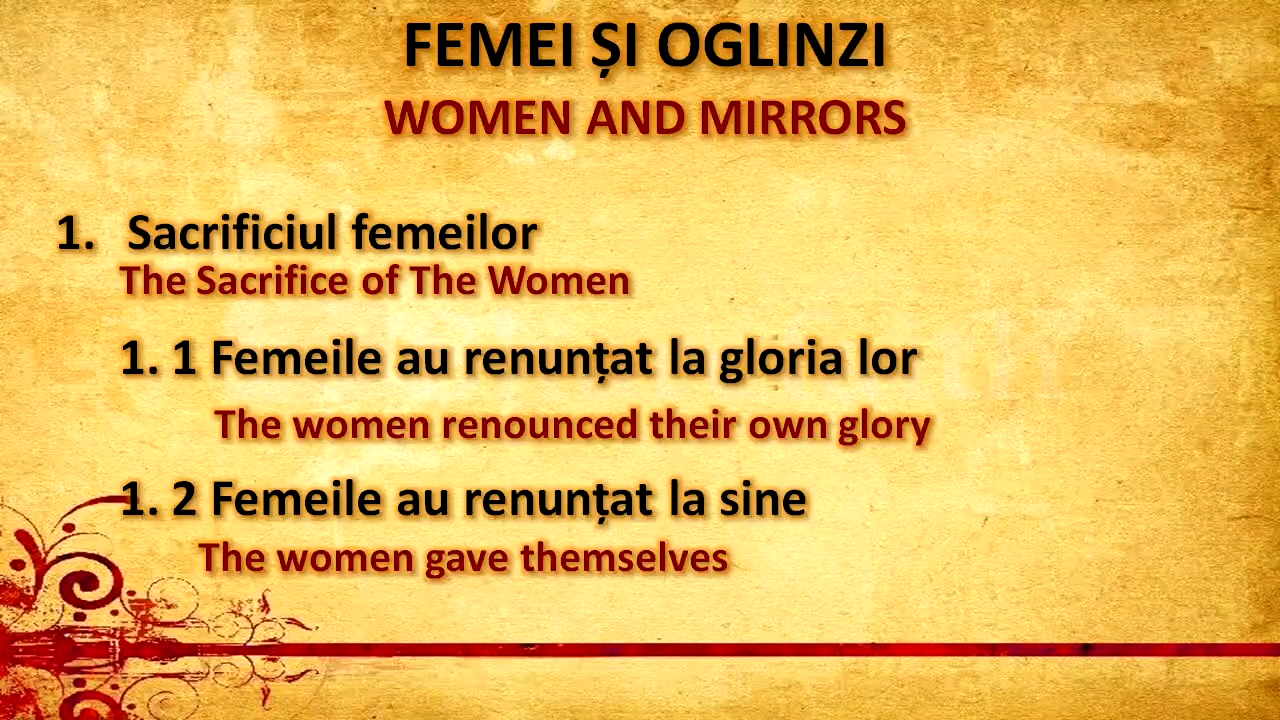 FEMEI ȘI OGLINZI
WOMEN AND MIRRORS
1. Sacrificiul femeilor
The Sacrifice of The Women
1. 1 Femeile au renunțat la gloria lor
The women renounced their own glory
1. 2 Femeile au renunțat la sine
The women gave themselves